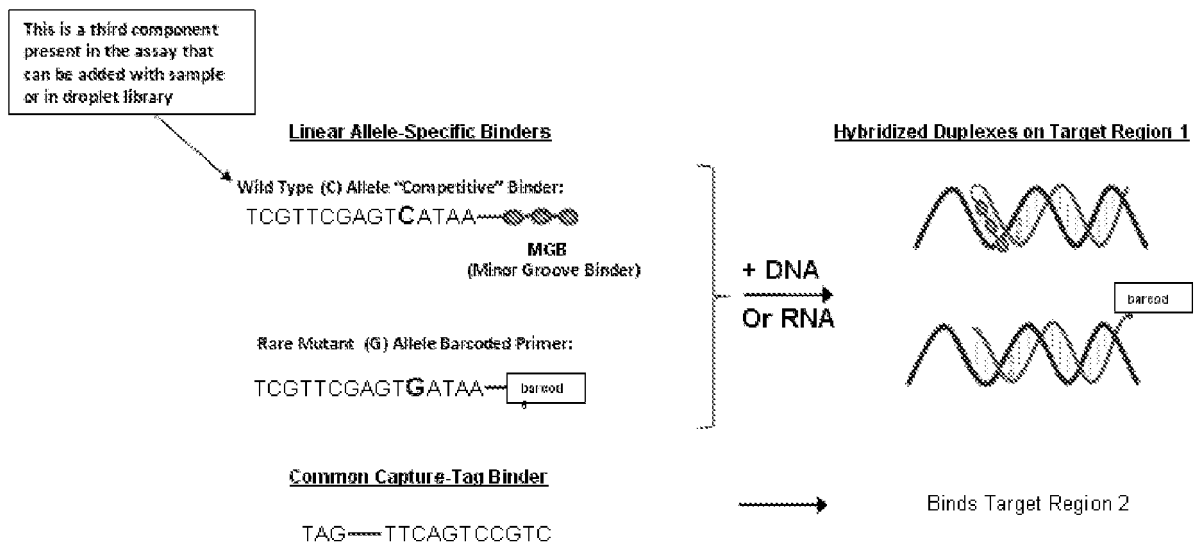 This is a third component
present in the assay that
can be added with sample
or in droplet library
Linear Allele-Specific Binders
Hybridized Duplexes on Target Region 1
Wild Type (C) Allele "Competitive" Binder:
TCGTTCGAGTCATAA
MGB
(Minor Groove Binder)
+ DNA
Or RNA
barcod
Rare Mutant (G) Allele Barcoded Primer:
TCGTTCGAGTGATAA
barcod
e
Common Capture-Tag Binder
TAG TTCAGTCCGTC
Binds Target Region 2